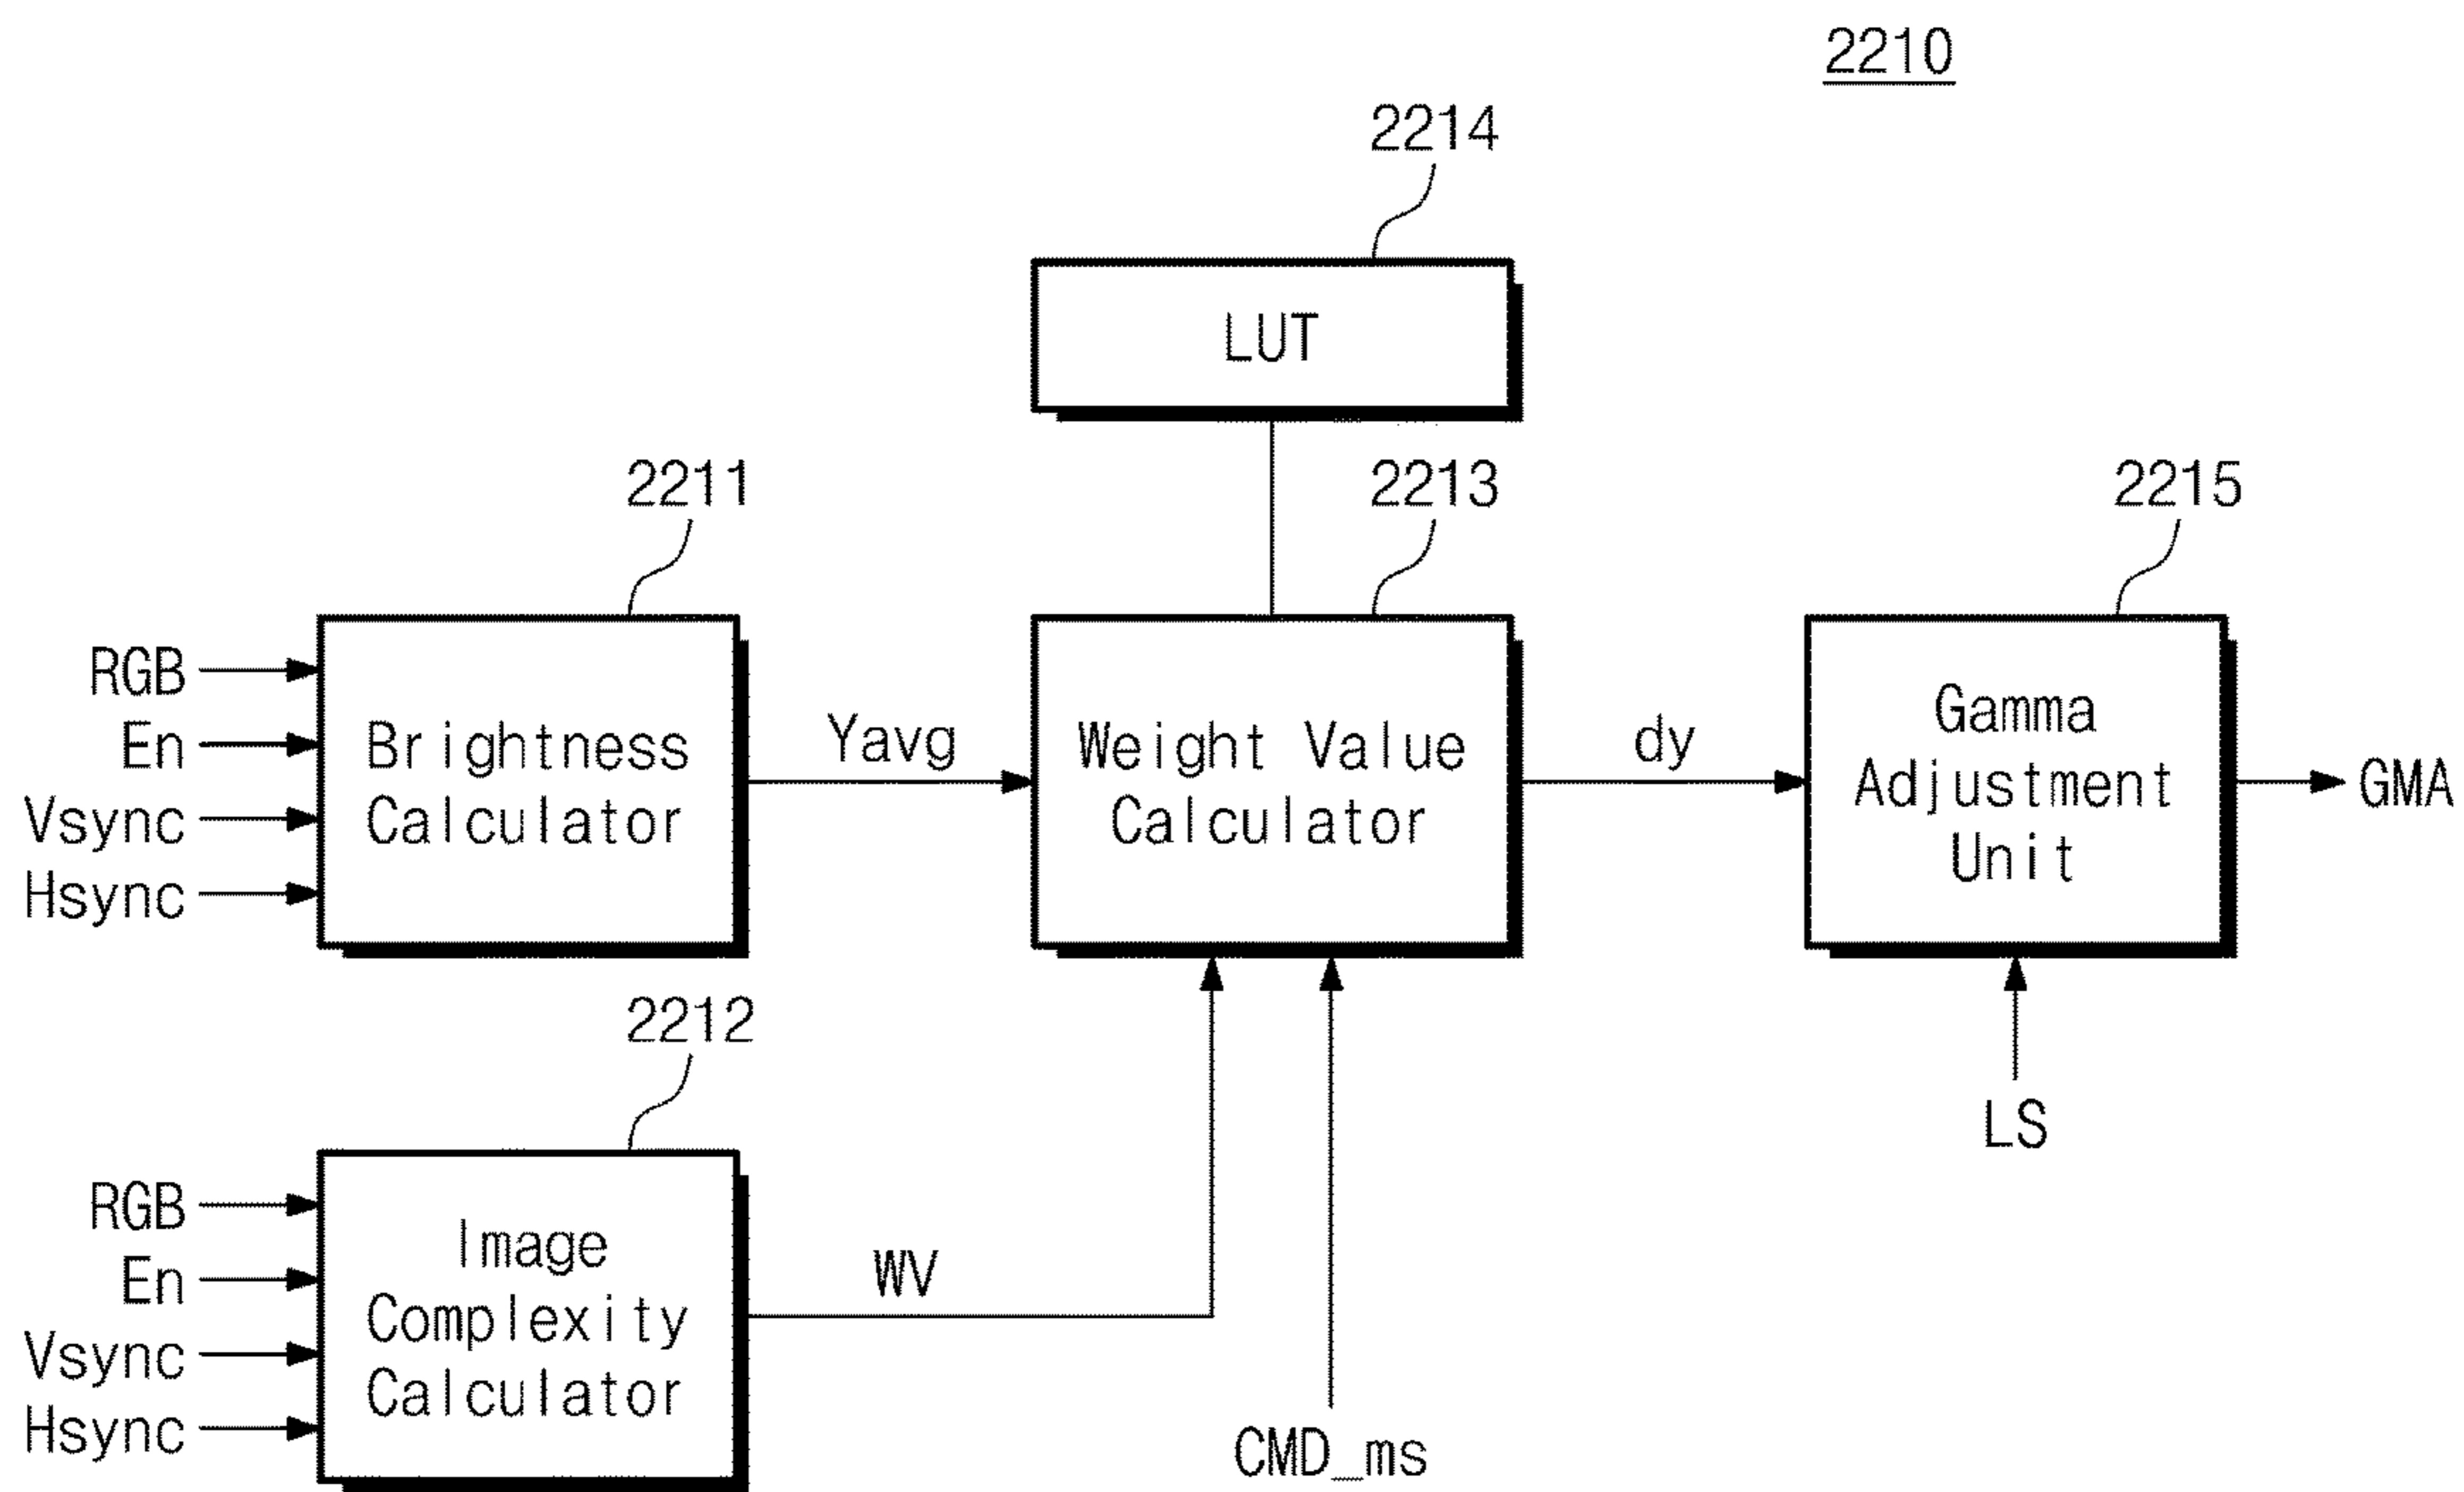 2210
2214
LUT
2211
2213
2215
RGB
En
Vsync
Hsync
Brightness
Calculator
Yavg
Weight Value
Calculator
dy
Gamma
Adjustment
Unit
GMA
2212
LS
RGB
En
Vsync
Hsync
Image
Complexity
Calculator
WV
CMD_ms